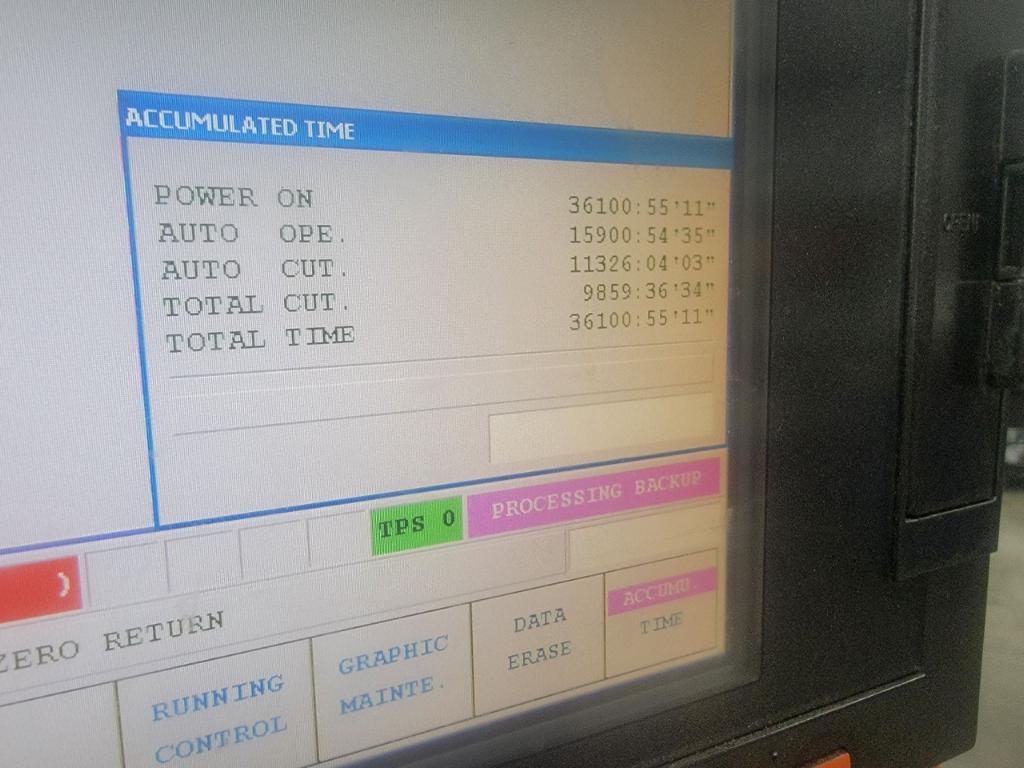 ACCUMULATED TIME
POWER ON 36100:55'11"
AUTO OPE. 15900:54'35"
AUTO CUT. 11326:04'03"
TOTAL CUT. 9859:36'34"
TOTAL TIME 36100:55'11"
TPS 0 PROCESSING BACKUP
)
ZERO RETURN
RUNNING CONTROL
GRAPHIC MAINTE.
DATA ERASE
ACCUMU. TIME